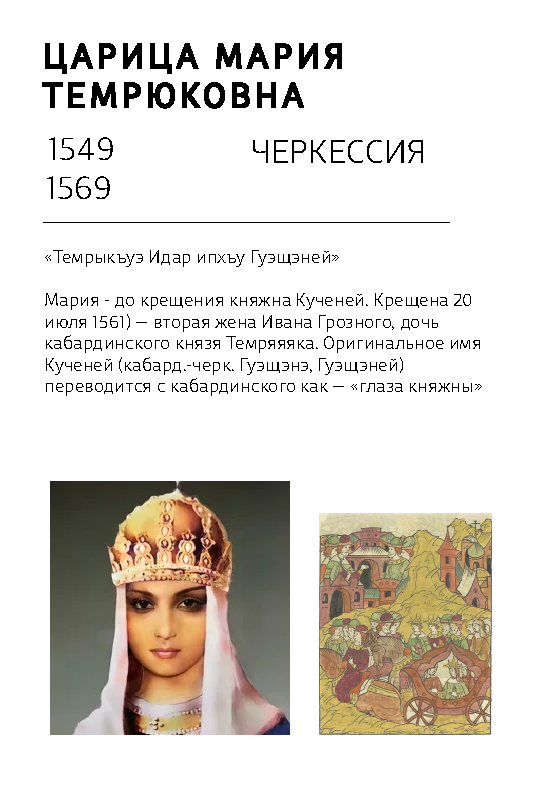 ЦАРИЦА МАРИЯ
ТЕМРЮКОВНА
1549
1569
ЧЕРКЕССИЯ
«Темрыкъуэ Идар ипхъу Гуэщэней»
Мария - до крещения княжна Кученей. Крещена 20
июля 1561) – вторая жена Ивана Грозного, дочь
кабардинского князя Темряяяка. Оригинальное имя
Кученей (кабард.-черк. Гуэщэнэ, Гуэщэней)
переводится с кабардинского как – «глаза княжны»